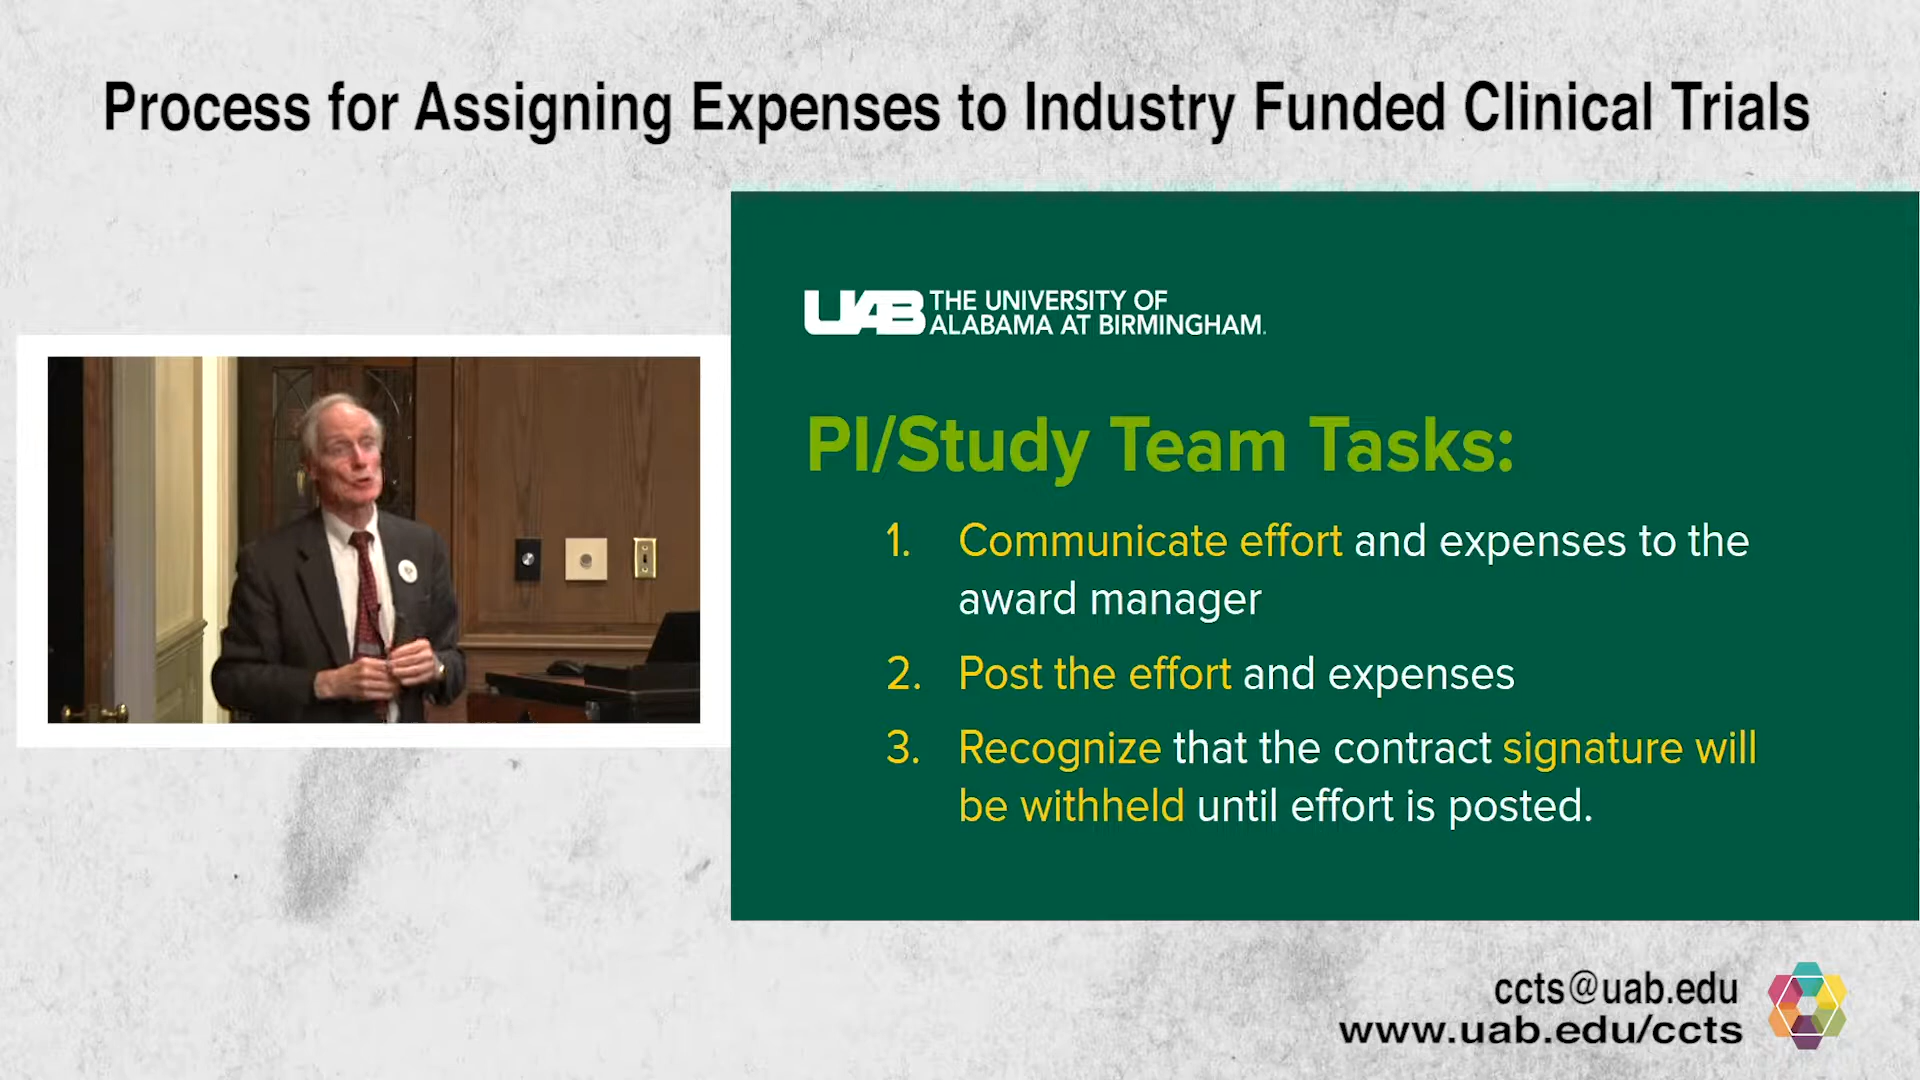 Process for Assigning Expenses to Industry Funded Clinical Trials
UAB THE UNIVERSITY OF
ALABAMA AT BIRMINGHAM.
PI/Study Team Tasks:
1. Communicate effort and expenses to the
award manager
2. Post the effort and expenses
3. Recognize that the contract signature will
be withheld until effort is posted.
ccts@uab.edu
www.uab.edu/ccts